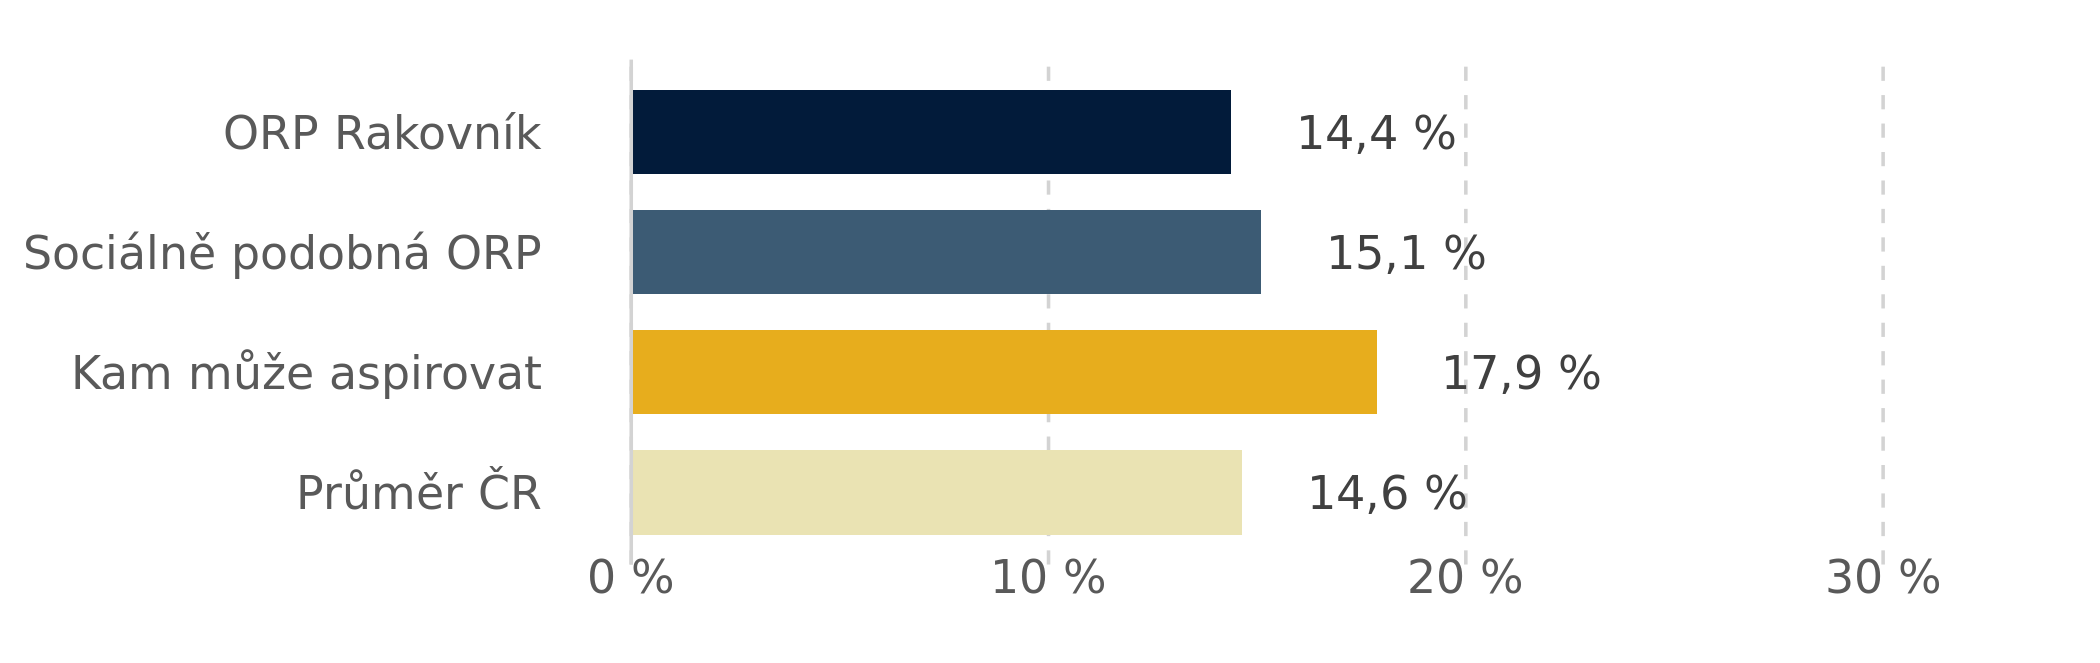 ORP Rakovník 14,4 %
Sociálně podobná ORP 15,1 %
Kam může aspirovat 17,9 %
Průměr ČR 14,6 %
0 % 10 % 20 % 30 %